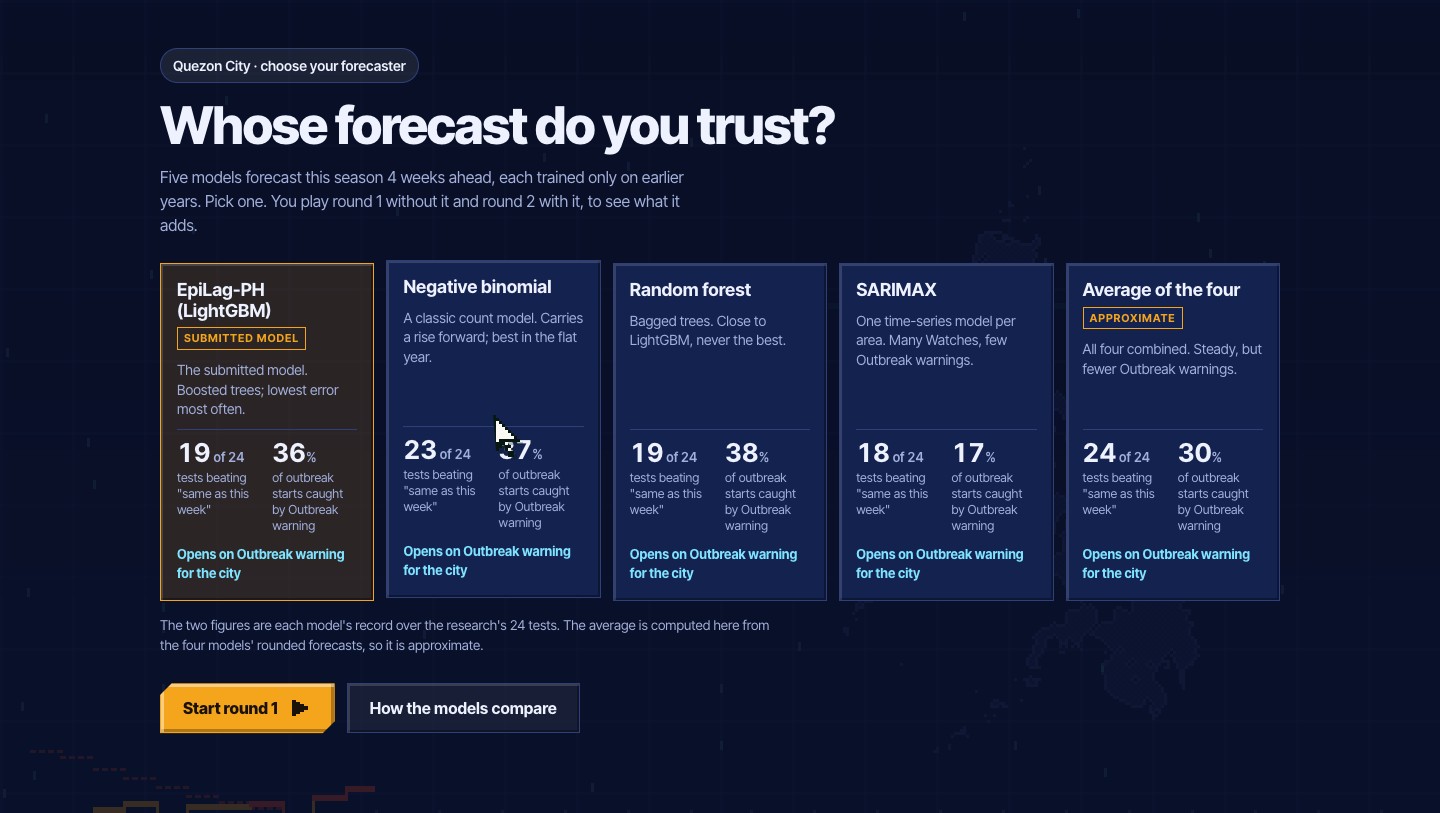 Quezon City · choose your forecaster
Whose forecast do you trust?
Five models forecast this season 4 weeks ahead, each trained only on earlier
years. Pick one. You play round 1 without it and round 2 with it, to see what it
adds.
EpiLag-PH
(LightGBM)
SUBMITTED MODEL
The submitted model.
Boosted trees; lowest error
most often.
19 of 24
tests beating
"same as this
week"
36%
of outbreak
starts caught
by Outbreak
warning
Opens on Outbreak warning
for the city
Negative binomial
A classic count model. Carries
a rise forward; best in the flat
year.
23 of 24
tests beating
"same as this
week"
37%
of outbreak
starts caught
by Outbreak
warning
Opens on Outbreak warning
for the city
Random forest
Bagged trees. Close to
LightGBM, never the best.
19 of 24
tests beating
"same as this
week"
38%
of outbreak
starts caught
by Outbreak
warning
Opens on Outbreak warning
for the city
SARIMAX
One time-series model per
area. Many Watches, few
Outbreak warnings.
18 of 24
tests beating
"same as this
week"
17%
of outbreak
starts caught
by Outbreak
warning
Opens on Outbreak warning
for the city
Average of the four
APPROXIMATE
All four combined. Steady, but
fewer Outbreak warnings.
24 of 24
tests beating
"same as this
week"
30%
of outbreak
starts caught
by Outbreak
warning
Opens on Outbreak warning
for the city
The two figures are each model's record over the research's 24 tests. The average is computed here from
the four models' rounded forecasts, so it is approximate.
Start round 1
How the models compare